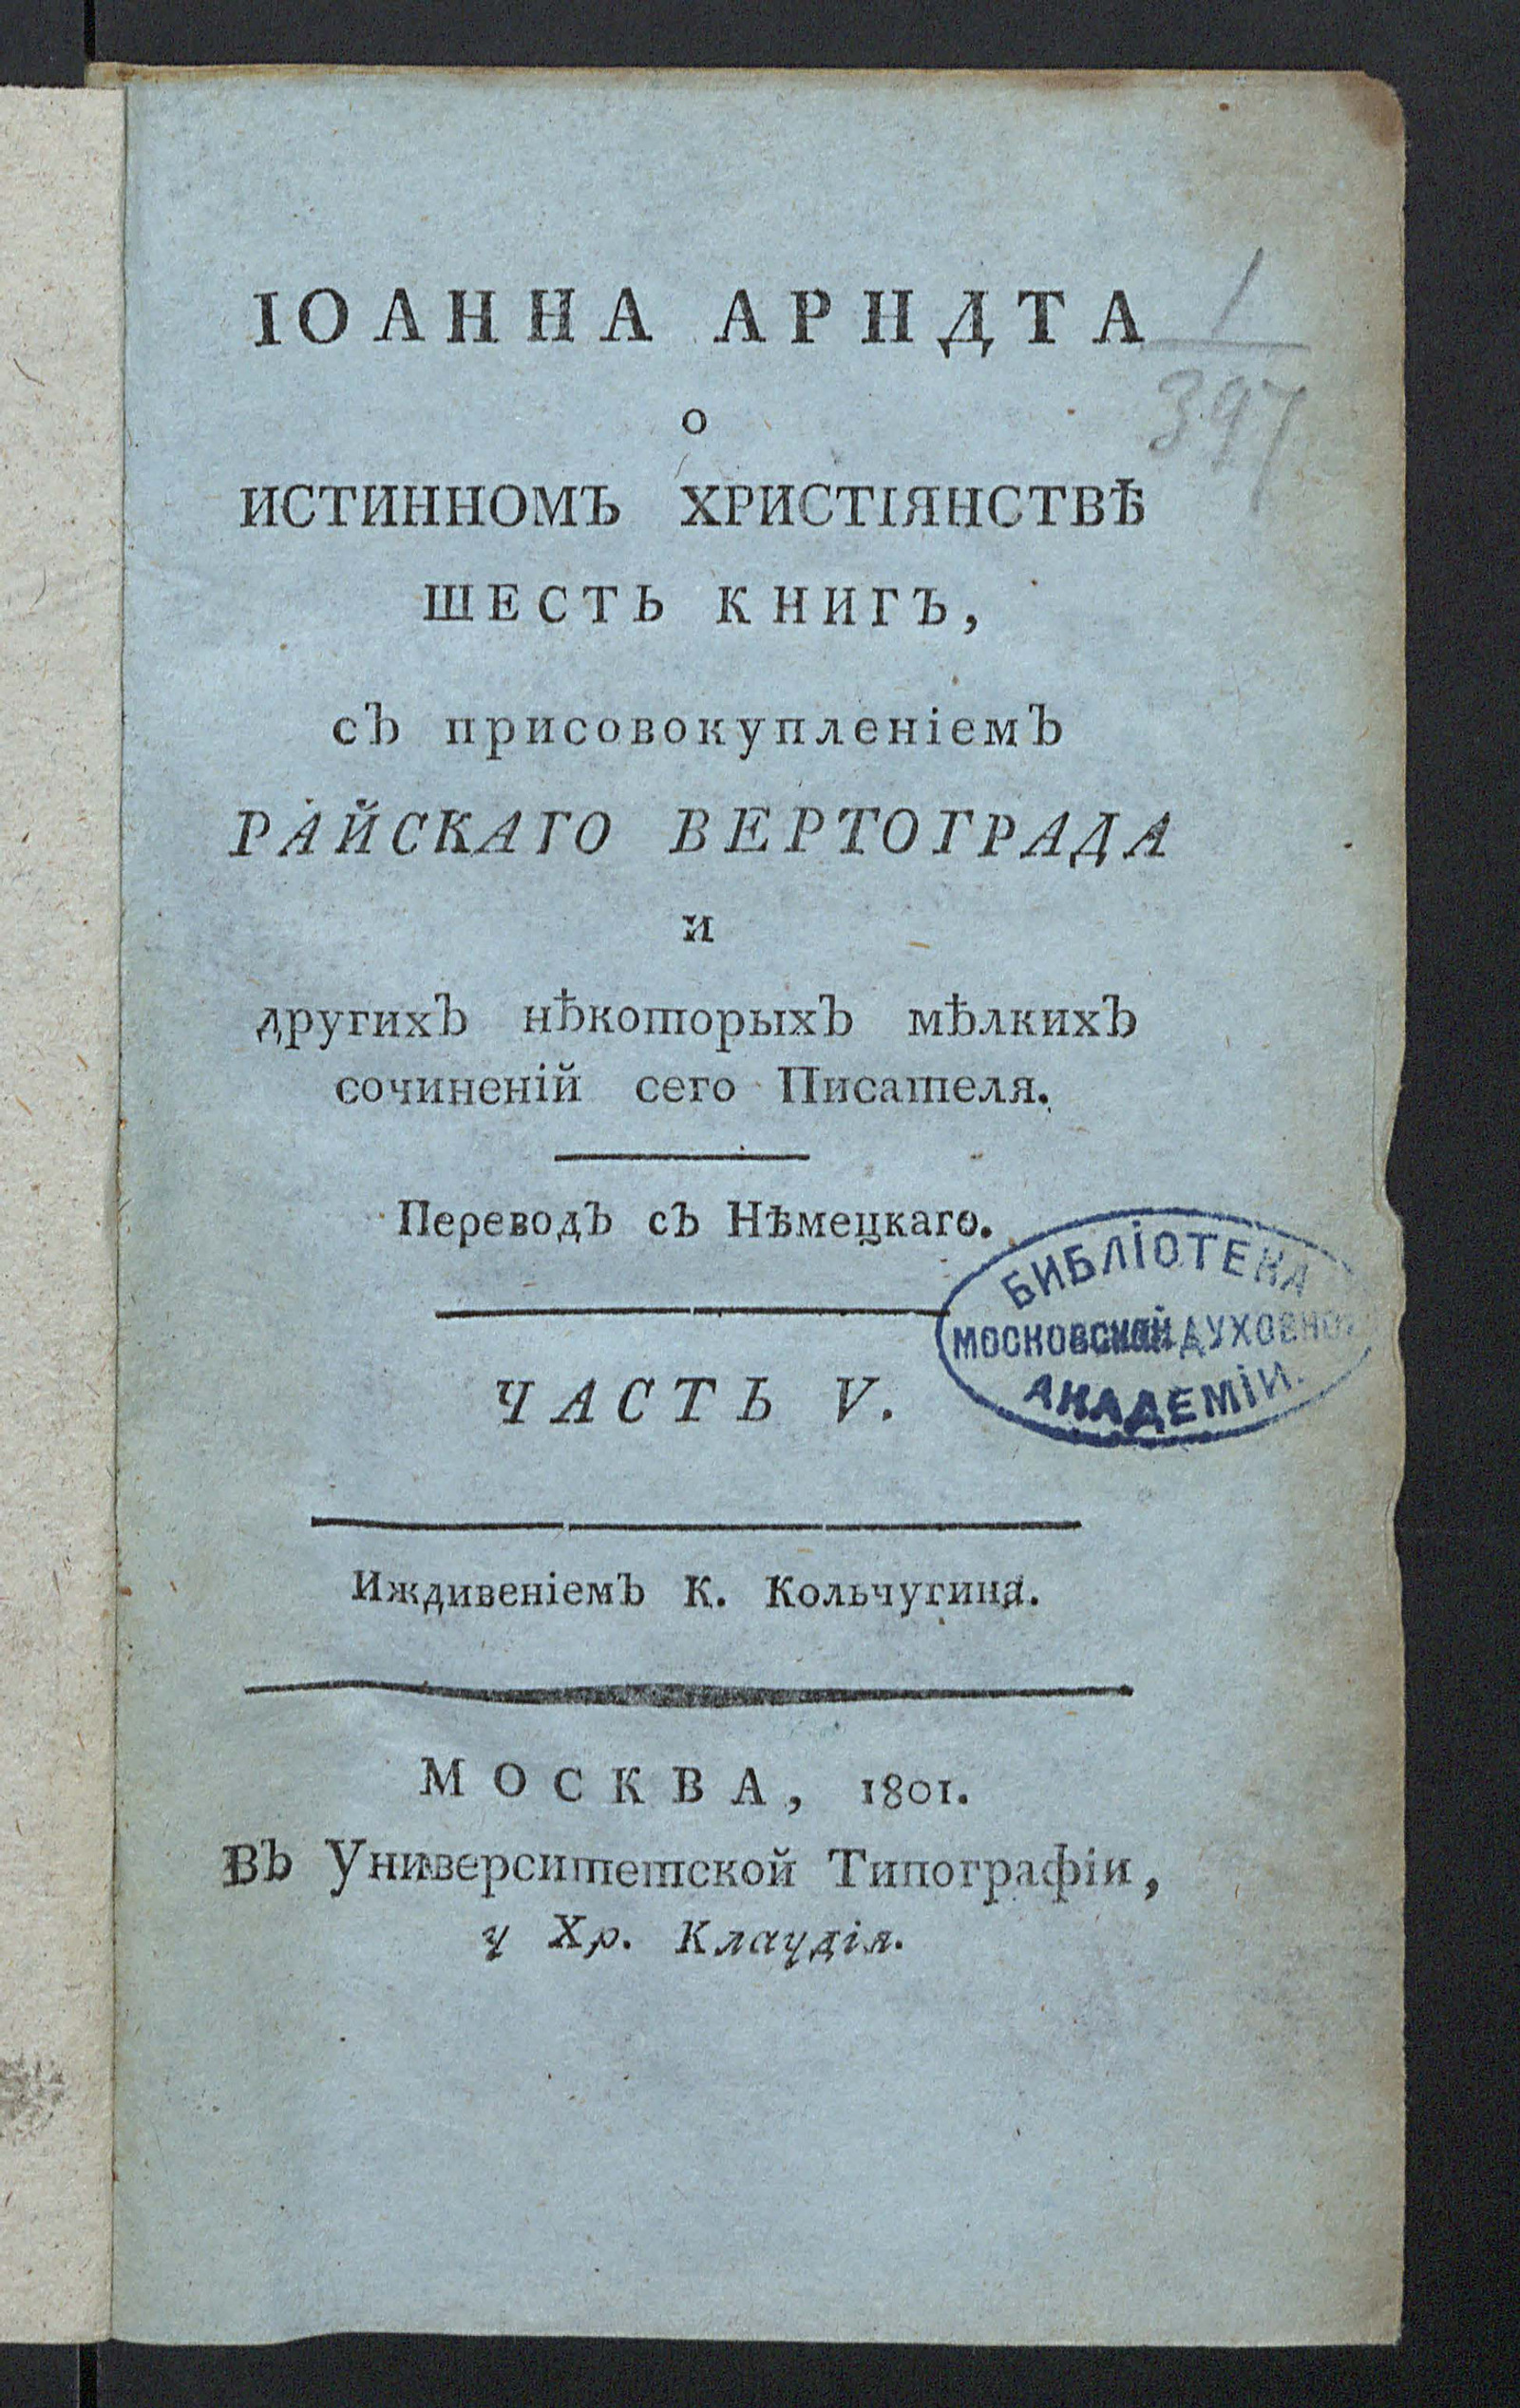 ІОАННА АРНДТА
о
ИСТИННОМЪ ХРИСТІЯНСТВѢ
ШЕСТЬ КНИГЪ,
съ присовокупленіемъ
РАЙСКАГО ВЕРТОГРАДА
и
другихъ нѣкоторыхъ мѣлкихъ
сочиненій сего Писателя.
Переводъ съ Нѣмецкаго.
ЧАСТЬ V.
Иждивеніемъ К. Кольчугина.
МОСКВА, 1801.
Въ Университетской Типографіи,
у Хр. Клаудія.
1
397
БИБЛІОТЕКА
МОСКОВСКОЙ ДУХОВНОЙ
АКАДЕМІИ.